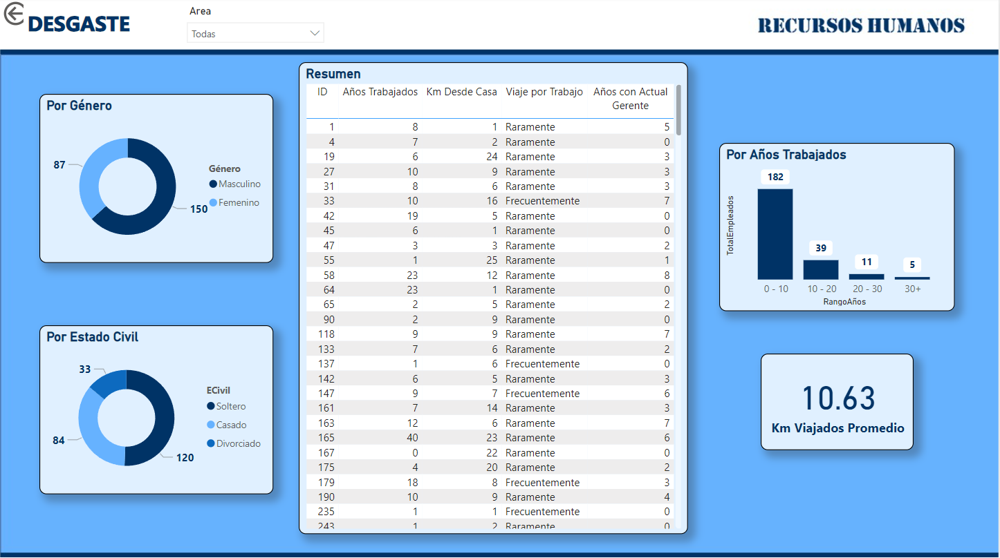 DESGASTE
Area
Todas
RECURSOS HUMANOS
Por Género
87
150
Género
Masculino
Femenino
Por Estado Civil
33
84
120
ECivil
Soltero
Casado
Divorciado
Resumen
ID Años Trabajados Km Desde Casa Viaje por Trabajo Años con Actual Gerente
1 8 1 Raramente 5
4 7 2 Raramente 0
19 6 24 Raramente 3
27 10 9 Raramente 3
31 8 6 Raramente 3
33 10 16 Frecuentemente 7
42 19 5 Raramente 0
45 6 1 Raramente 0
47 3 3 Raramente 2
55 1 25 Raramente 1
58 23 12 Raramente 8
64 23 1 Raramente 0
65 2 5 Raramente 2
90 2 9 Raramente 0
118 9 9 Raramente 7
133 7 6 Raramente 2
137 1 6 Frecuentemente 0
142 6 5 Raramente 3
147 9 7 Frecuentemente 6
161 7 14 Raramente 3
163 12 6 Raramente 7
165 40 23 Raramente 6
167 0 22 Raramente 0
175 4 20 Raramente 2
179 18 8 Frecuentemente 3
190 10 9 Raramente 4
235 1 1 Frecuentemente 0
243 1 2 Raramente 0
Por Años Trabajados
TotalEmpleados
182
39
11
5
0 - 10
10 - 20
20 - 30
30+
RangoAños
10.63
Km Viajados Promedio